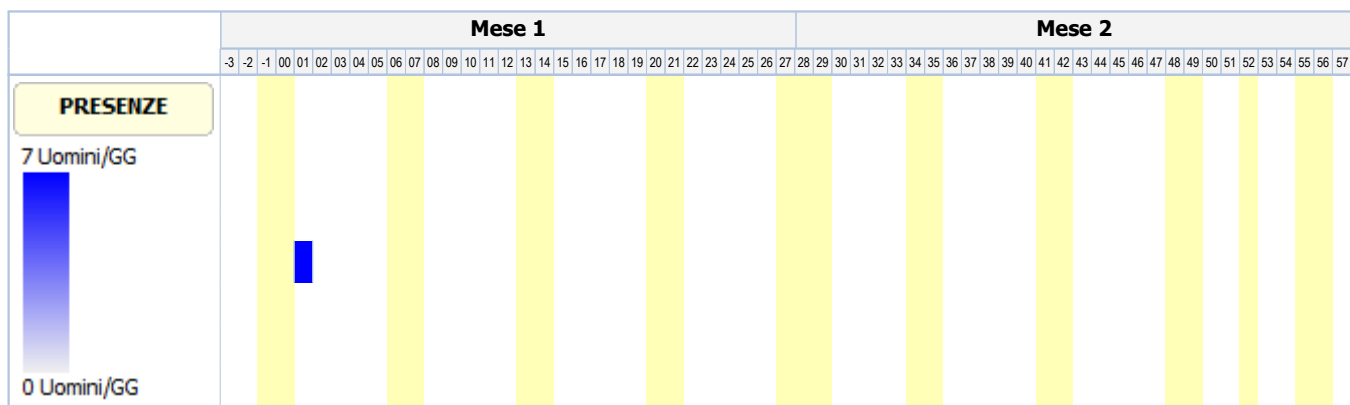 Mese 1 Mese 2
-3 -2 -1 00 01 02 03 04 05 06 07 08 09 10 11 12 13 14 15 16 17 18 19 20 21 22 23 24 25 26 27 28 29 30 31 32 33 34 35 36 37 38 39 40 41 42 43 44 45 46 47 48 49 50 51 52 53 54 55 56 57
PRESENZE
7 Uomini/GG
0 Uomini/GG